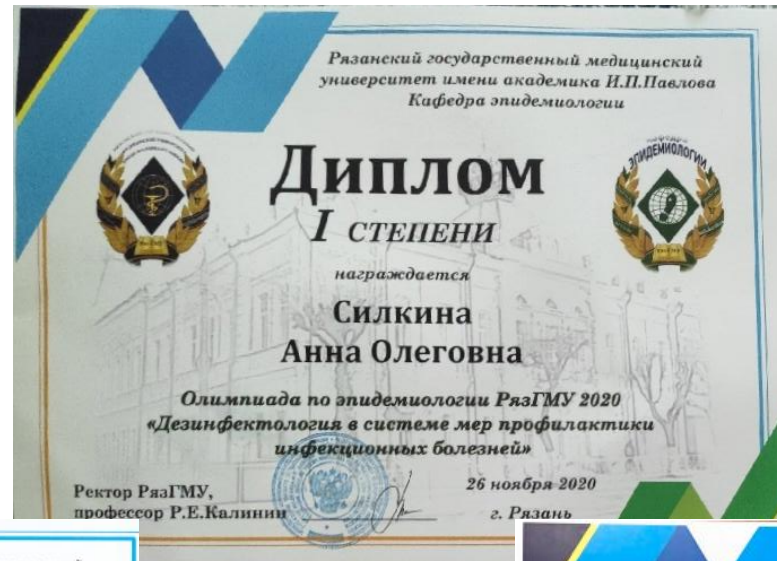 Рязанский государственный медицинский
университет имени академика И.П.Павлова
Кафедра эпидемиологии
ЭПИДЕМИОЛОГИИ
Диплом
I СТЕПЕНИ
награждается
Силкина
Анна Олеговна
Олимпиада по эпидемиологии РязГМУ 2020
«Дезинфектология в системе мер профилактики
инфекционных болезней»
Ректор РязГМУ,
профессор Р.Е.Калинин
26 ноября 2020
г. Рязань